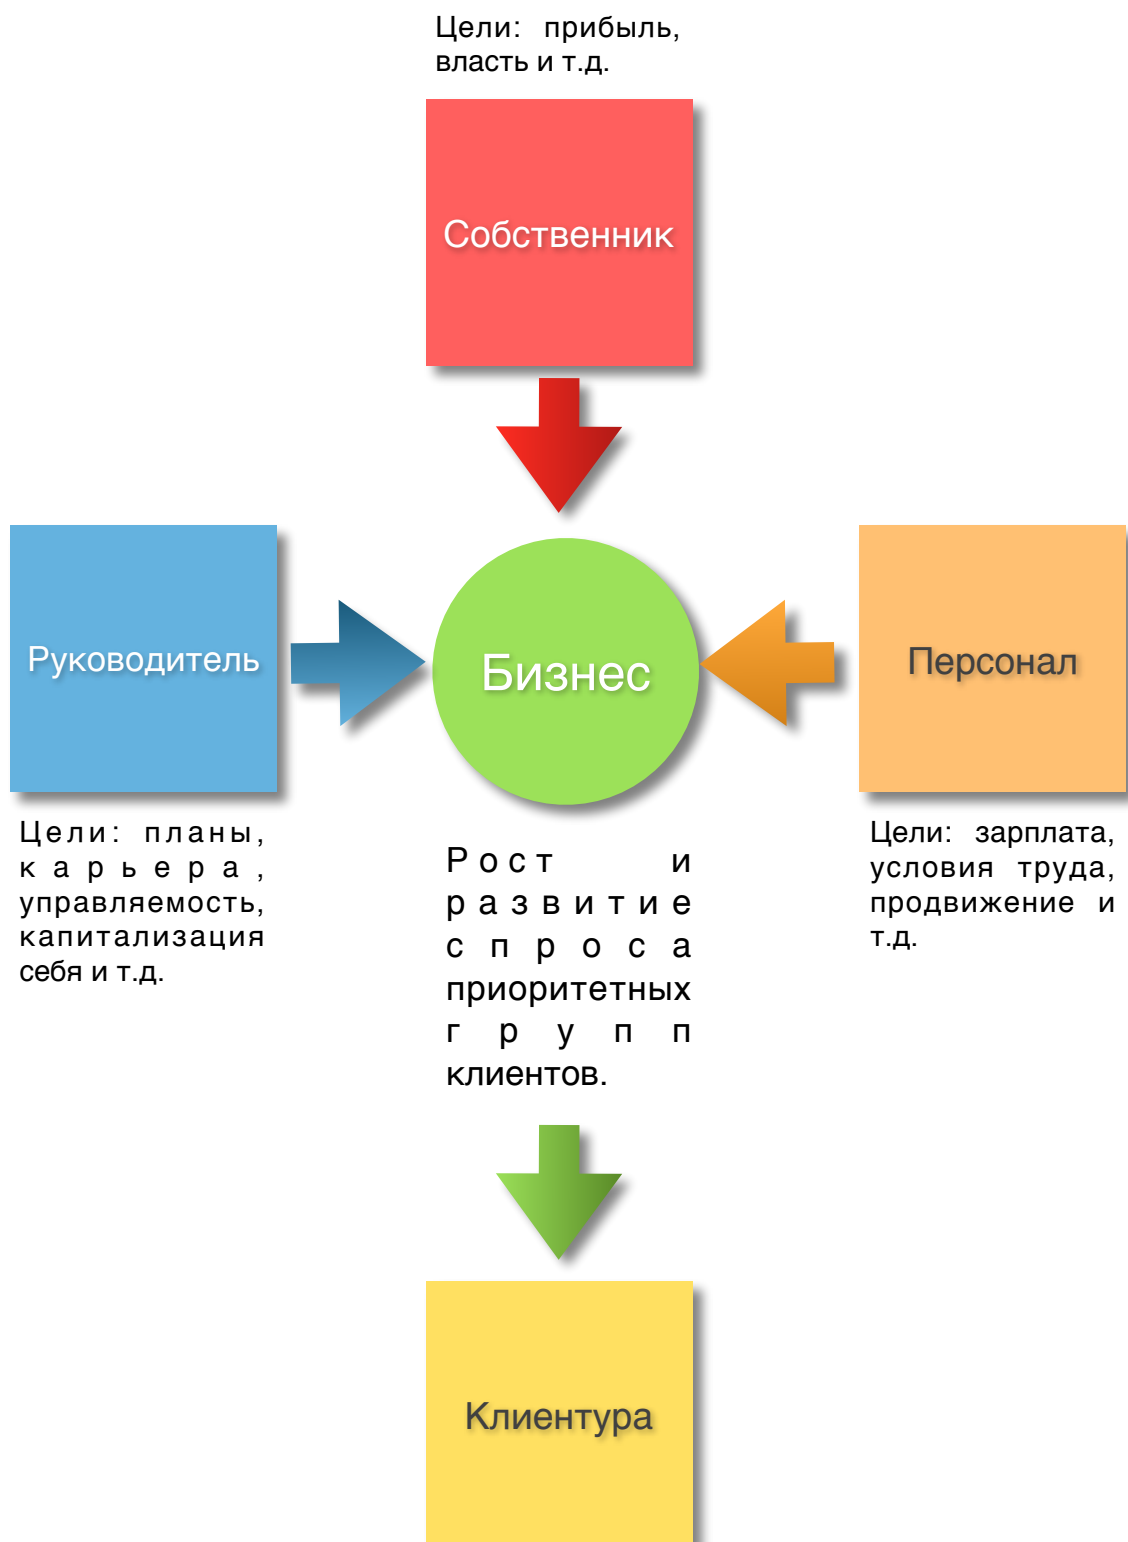 Цели: прибыль,
власть и т.д.
Собственник
Руководитель
Бизнес
Персонал
Цели: планы,
карьера,
управляемость,
капитализация
себя и т.д.
Рост и
развитие
спроса
приоритетных
групп
клиентов.
Цели: зарплата,
условия труда,
продвижение и
т.д.
Клиентура